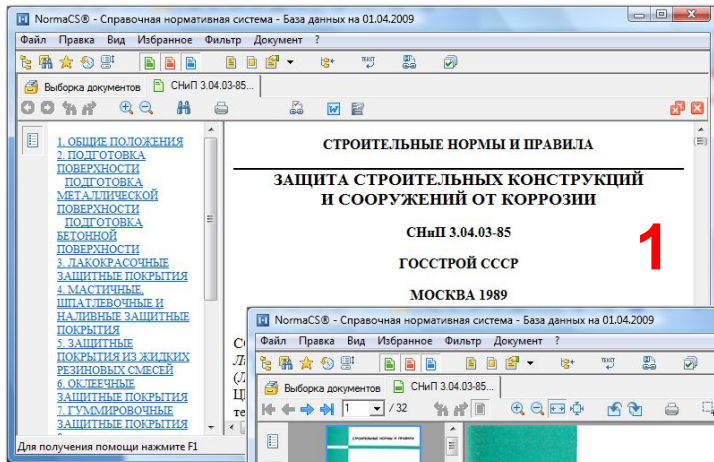 NormaCS® - Справочная нормативная система - База данных на 01.04.2009
Файл Правка Вид Избранное Фильтр Документ ?
ТЕКСТ
Выборка документов СНиП 3.04.03-85...
1. ОБЩИЕ ПОЛОЖЕНИЯ
2. ПОДГОТОВКА
ПОВЕРХНОСТИ
ПОДГОТОВКА
МЕТАЛЛИЧЕСКОЙ
ПОВЕРХНОСТИ
ПОДГОТОВКА
БЕТОННОЙ
ПОВЕРХНОСТИ
3. ЛАКОКРАСОЧНЫЕ
ЗАЩИТНЫЕ ПОКРЫТИЯ
4. МАСТИЧНЫЕ,
ШПАТЛЕВОЧНЫЕ И
НАЛИВНЫЕ ЗАЩИТНЫЕ
ПОКРЫТИЯ
5. ЗАЩИТНЫЕ
ПОКРЫТИЯ ИЗ ЖИДКИХ
РЕЗИНОВЫХ СМЕСЕЙ
6. ОКЛЕЕЧНЫЕ
ЗАЩИТНЫЕ ПОКРЫТИЯ
7. ГУММИРОВОЧНЫЕ
ЗАЩИТНЫЕ ПОКРЫТИЯ
СТРОИТЕЛЬНЫЕ НОРМЫ И ПРАВИЛА
ЗАЩИТА СТРОИТЕЛЬНЫХ КОНСТРУКЦИЙ
И СООРУЖЕНИЙ ОТ КОРРОЗИИ
СНиП 3.04.03-85
ГОССТРОЙ СССР
МОСКВА 1989
1
Для получения помощи нажмите F1
NormaCS® - Справочная нормативная система - База данных на 01.04.2009
Файл Правка Вид Избранное Фильтр Документ ?
ТЕКСТ
Выборка документов СНиП 3.04.03-85...
1 / 32
СТРОИТЕЛЬНЫЕ НОРМЫ И ПРАВИЛА